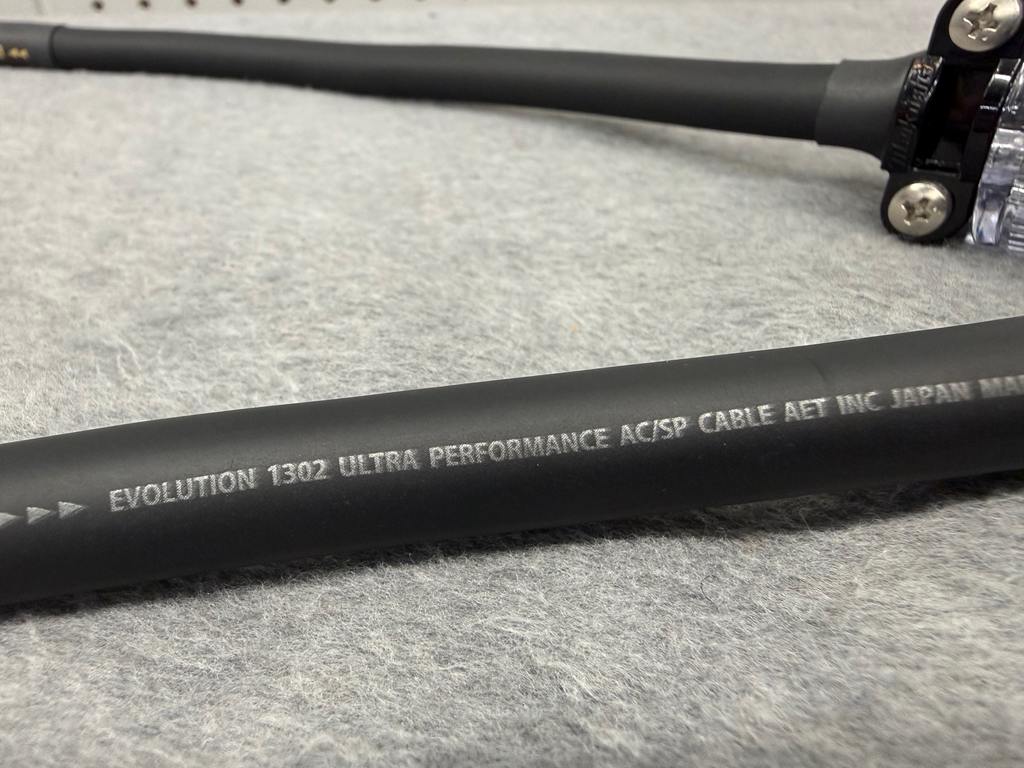 EVOLUTION 1302 ULTRA PERFORMANCE AC/SP CABLE AET INC JAPAN